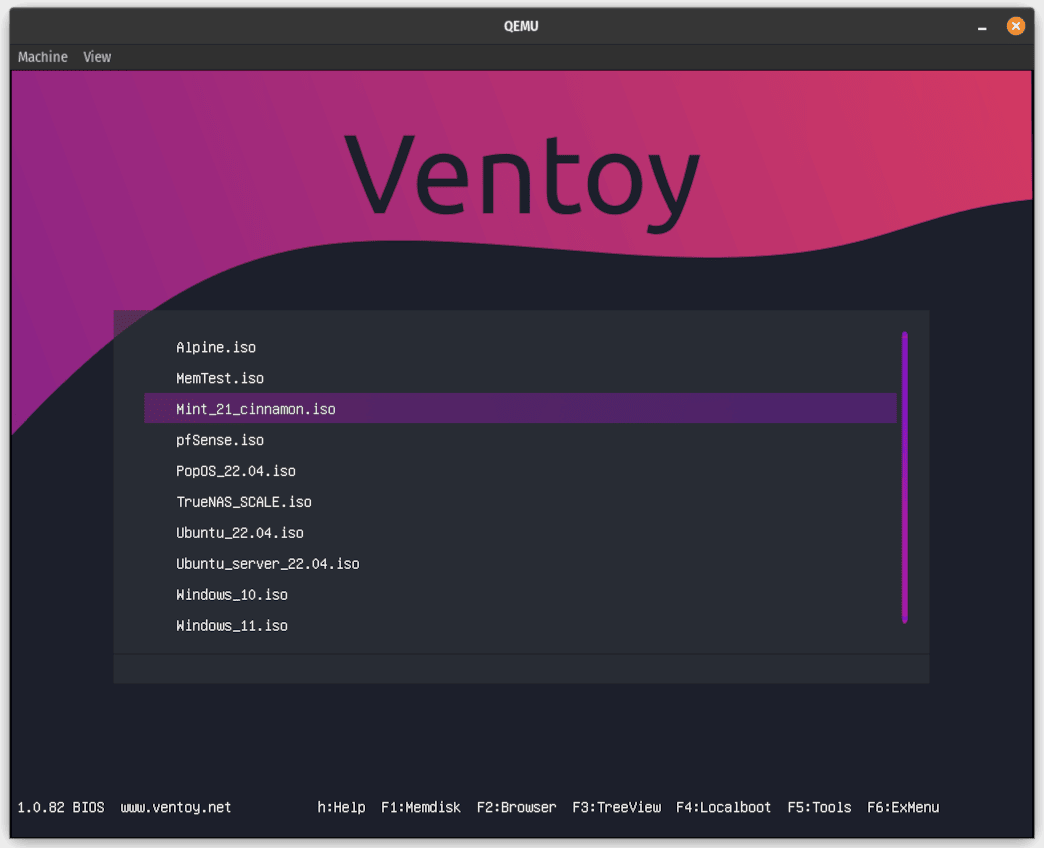 QEMU
Machine View
Ventoy
Alpine.iso
MemTest.iso
Mint_21_cinnamon.iso
pfSense.iso
PopOS_22.04.iso
TrueNAS_SCALE.iso
Ubuntu_22.04.iso
Ubuntu_server_22.04.iso
Windows_10.iso
Windows_11.iso
1.0.82 BIOS www.ventoy.net h:Help F1:Memdisk F2:Browser F3:TreeView F4:Localboot F5:Tools F6:ExMenu